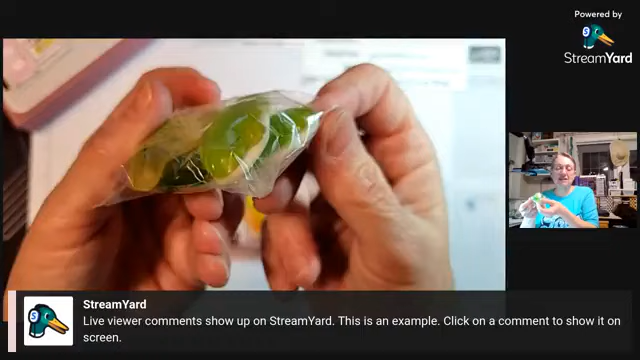 Powered by
StreamYard
StreamYard
Live viewer comments show up on StreamYard. This is an example. Click on a comment to show it on
screen.